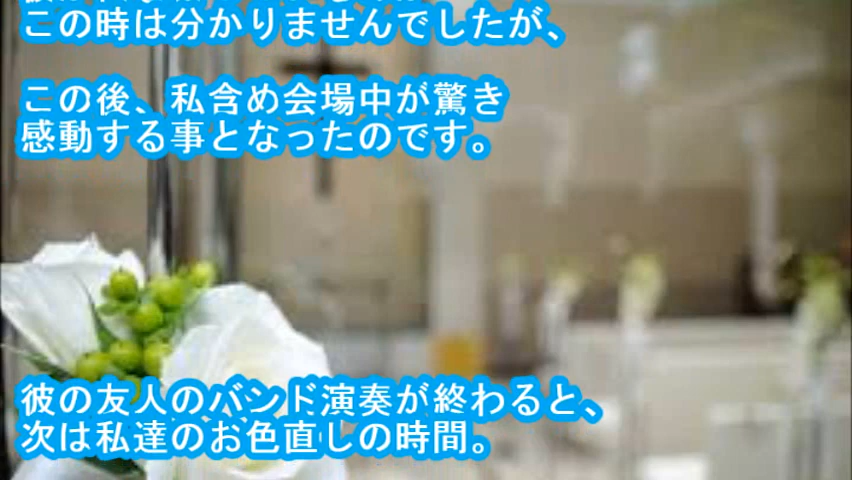 この時は分かりませんでしたが、
この後、私含め会場中が驚き
感動する事となったのです。
彼の友人のバンド演奏が終わると、
次は私達のお色直しの時間。